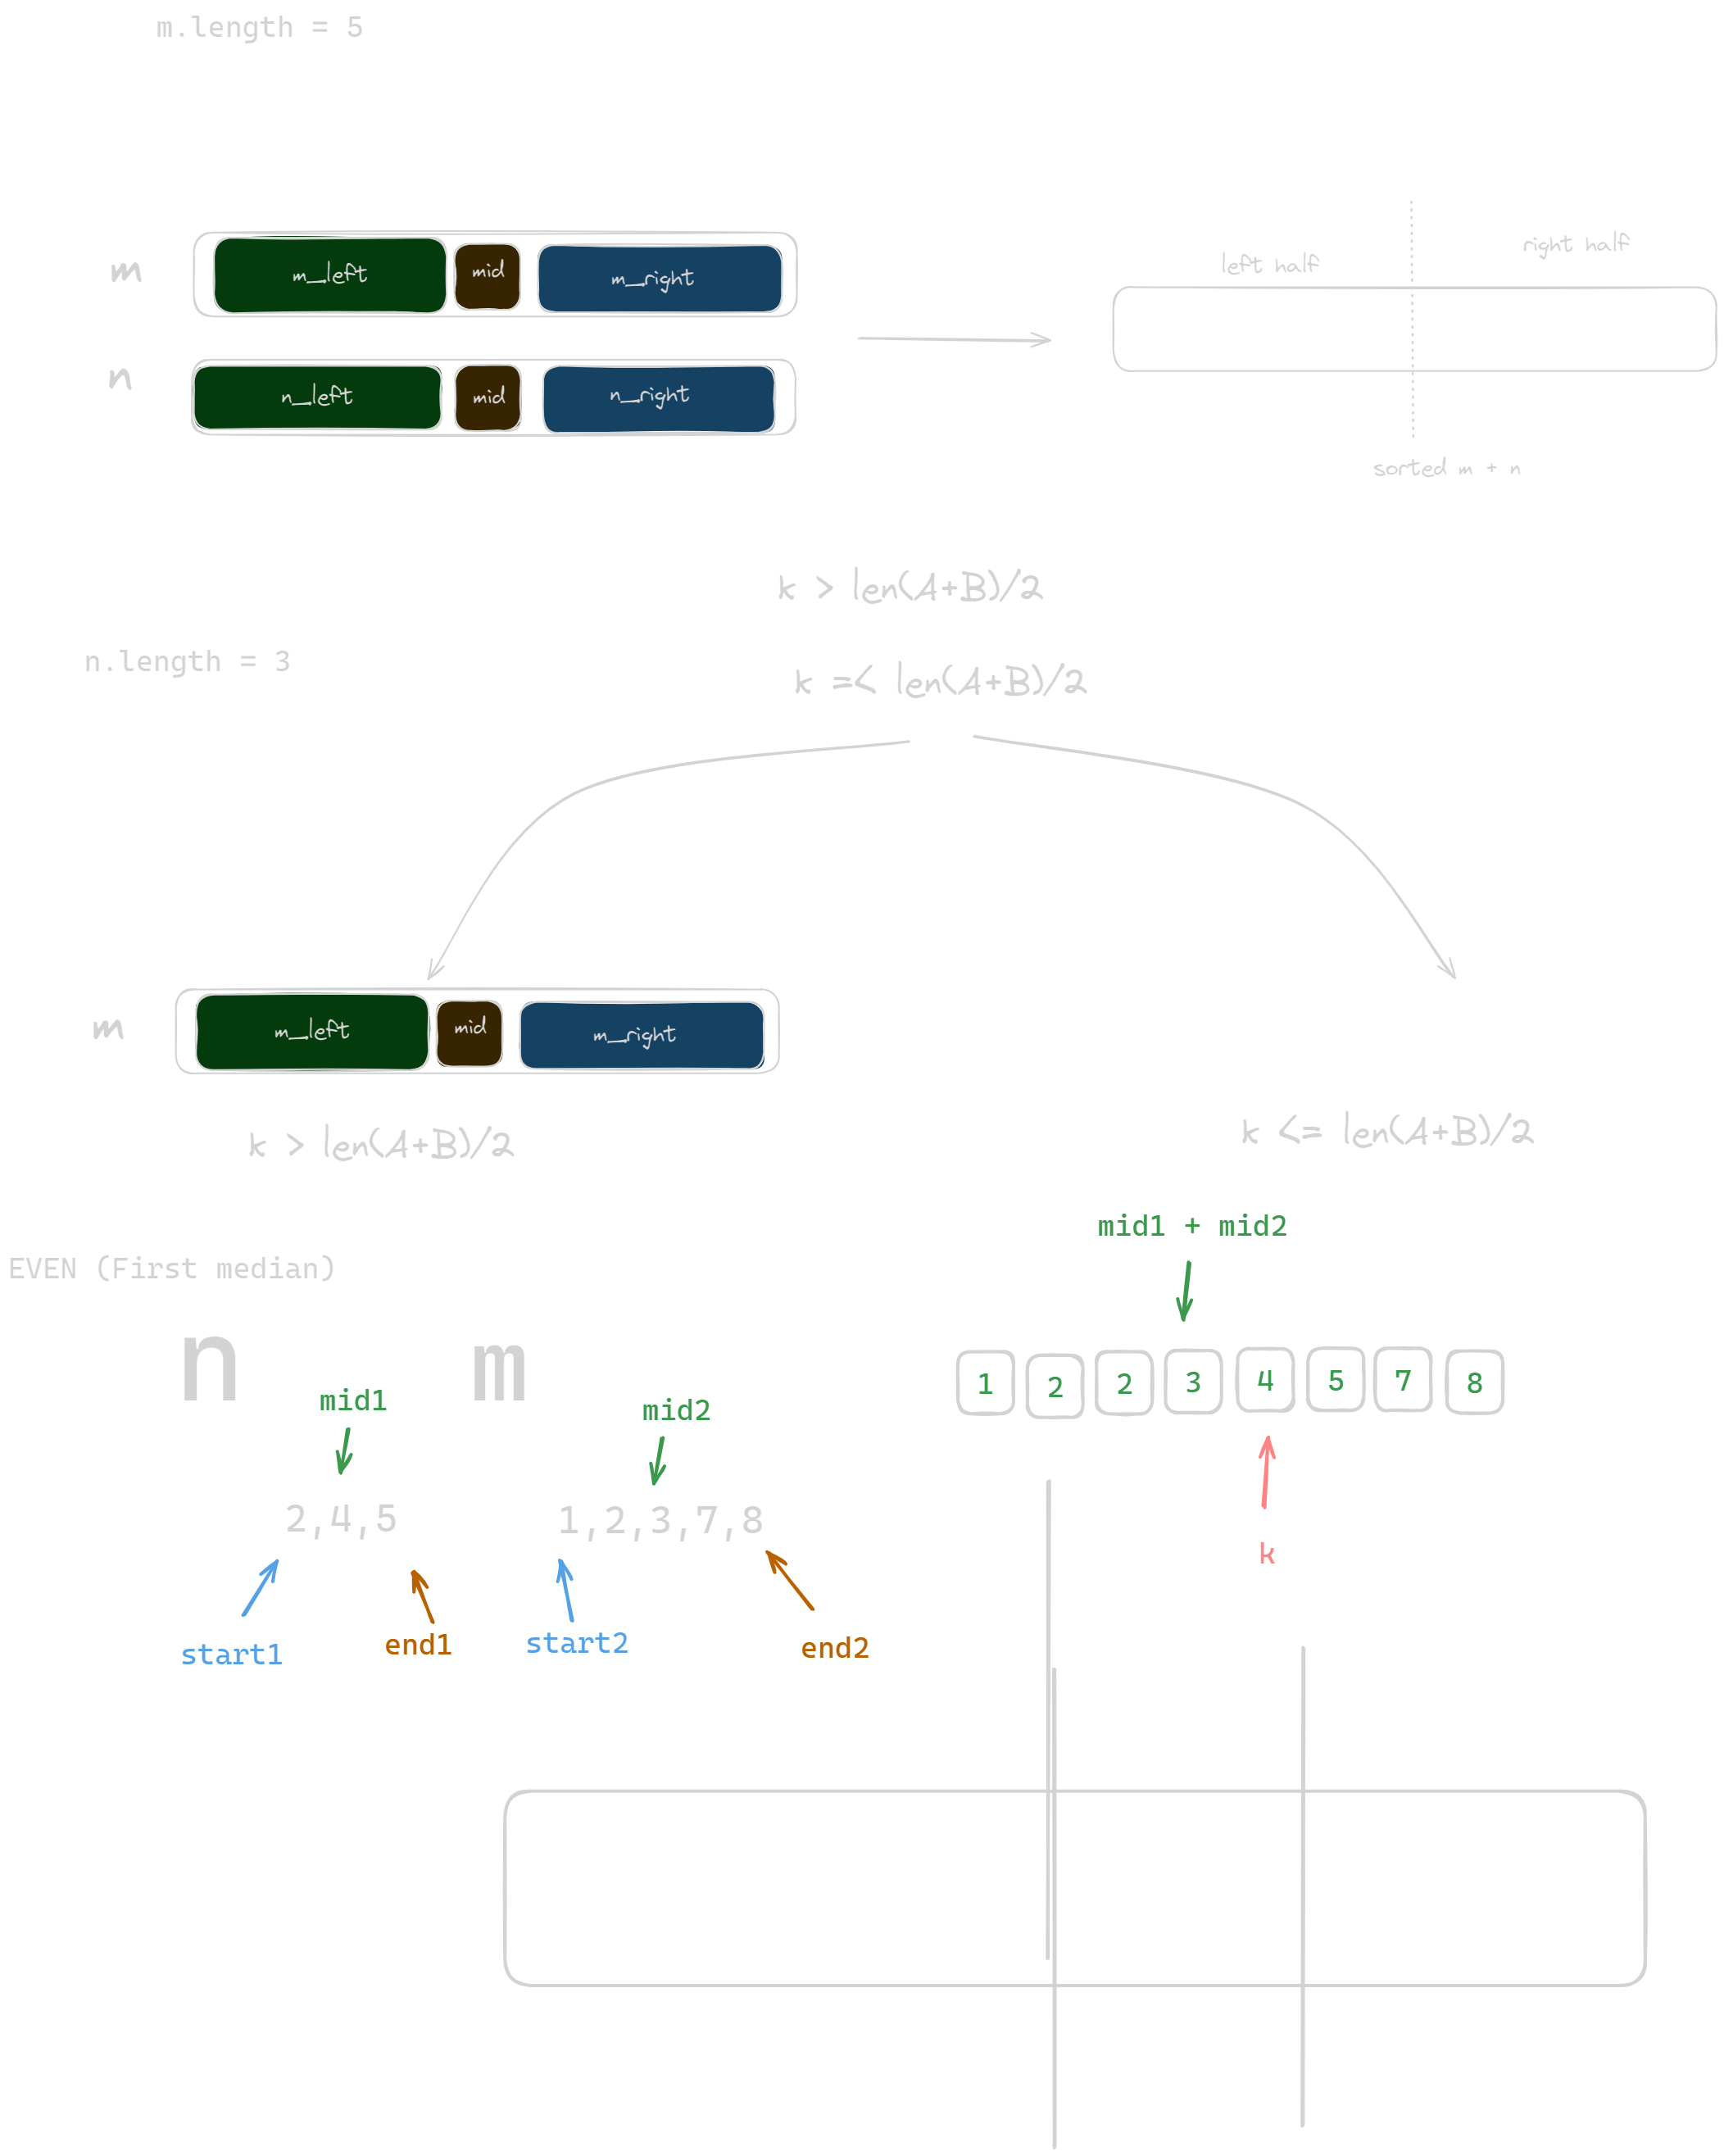 m.length = 5
m
m_left
mid
m_right
left half
right half
n
n_left
mid
n_right
sorted m + n
k > len(A+B)/2
n.length = 3
k =< len(A+B)/2
m
m_left
mid
m_right
k > len(A+B)/2
k <= len(A+B)/2
mid1 + mid2
EVEN (First median)
n
m
mid1
mid2
1 2 2 3 4 5 7 8
2,4,5
1,2,3,7,8
k
start1
end1
start2
end2